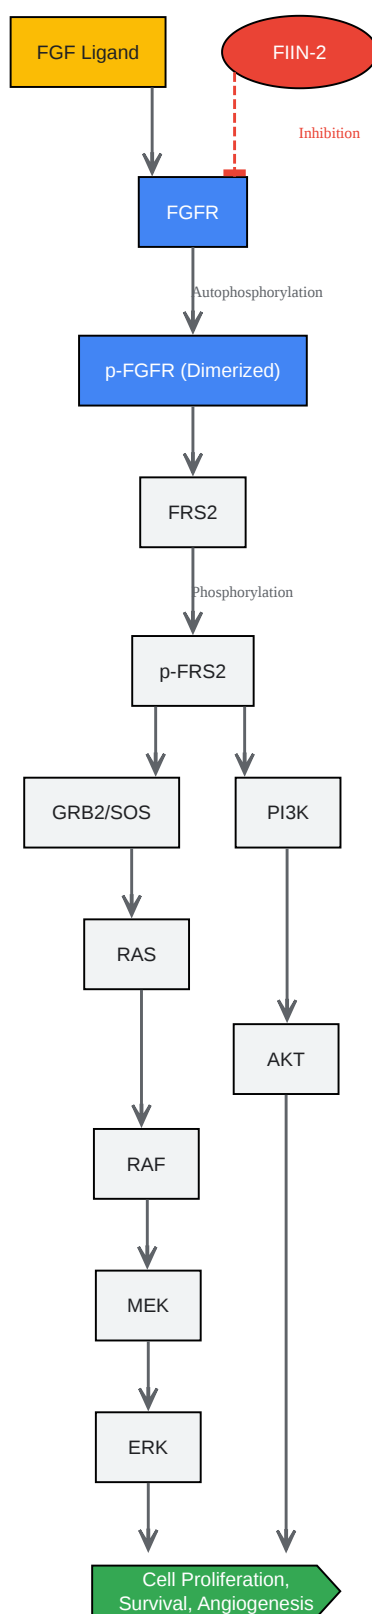 FGF Ligand
FIIN-2
Inhibition
FGFR
Autophosphorylation
p-FGFR (Dimerized)
FRS2
Phosphorylation
p-FRS2
GRB2/SOS
PI3K
RAS
AKT
RAF
MEK
ERK
Cell Proliferation,
Survival, Angiogenesis